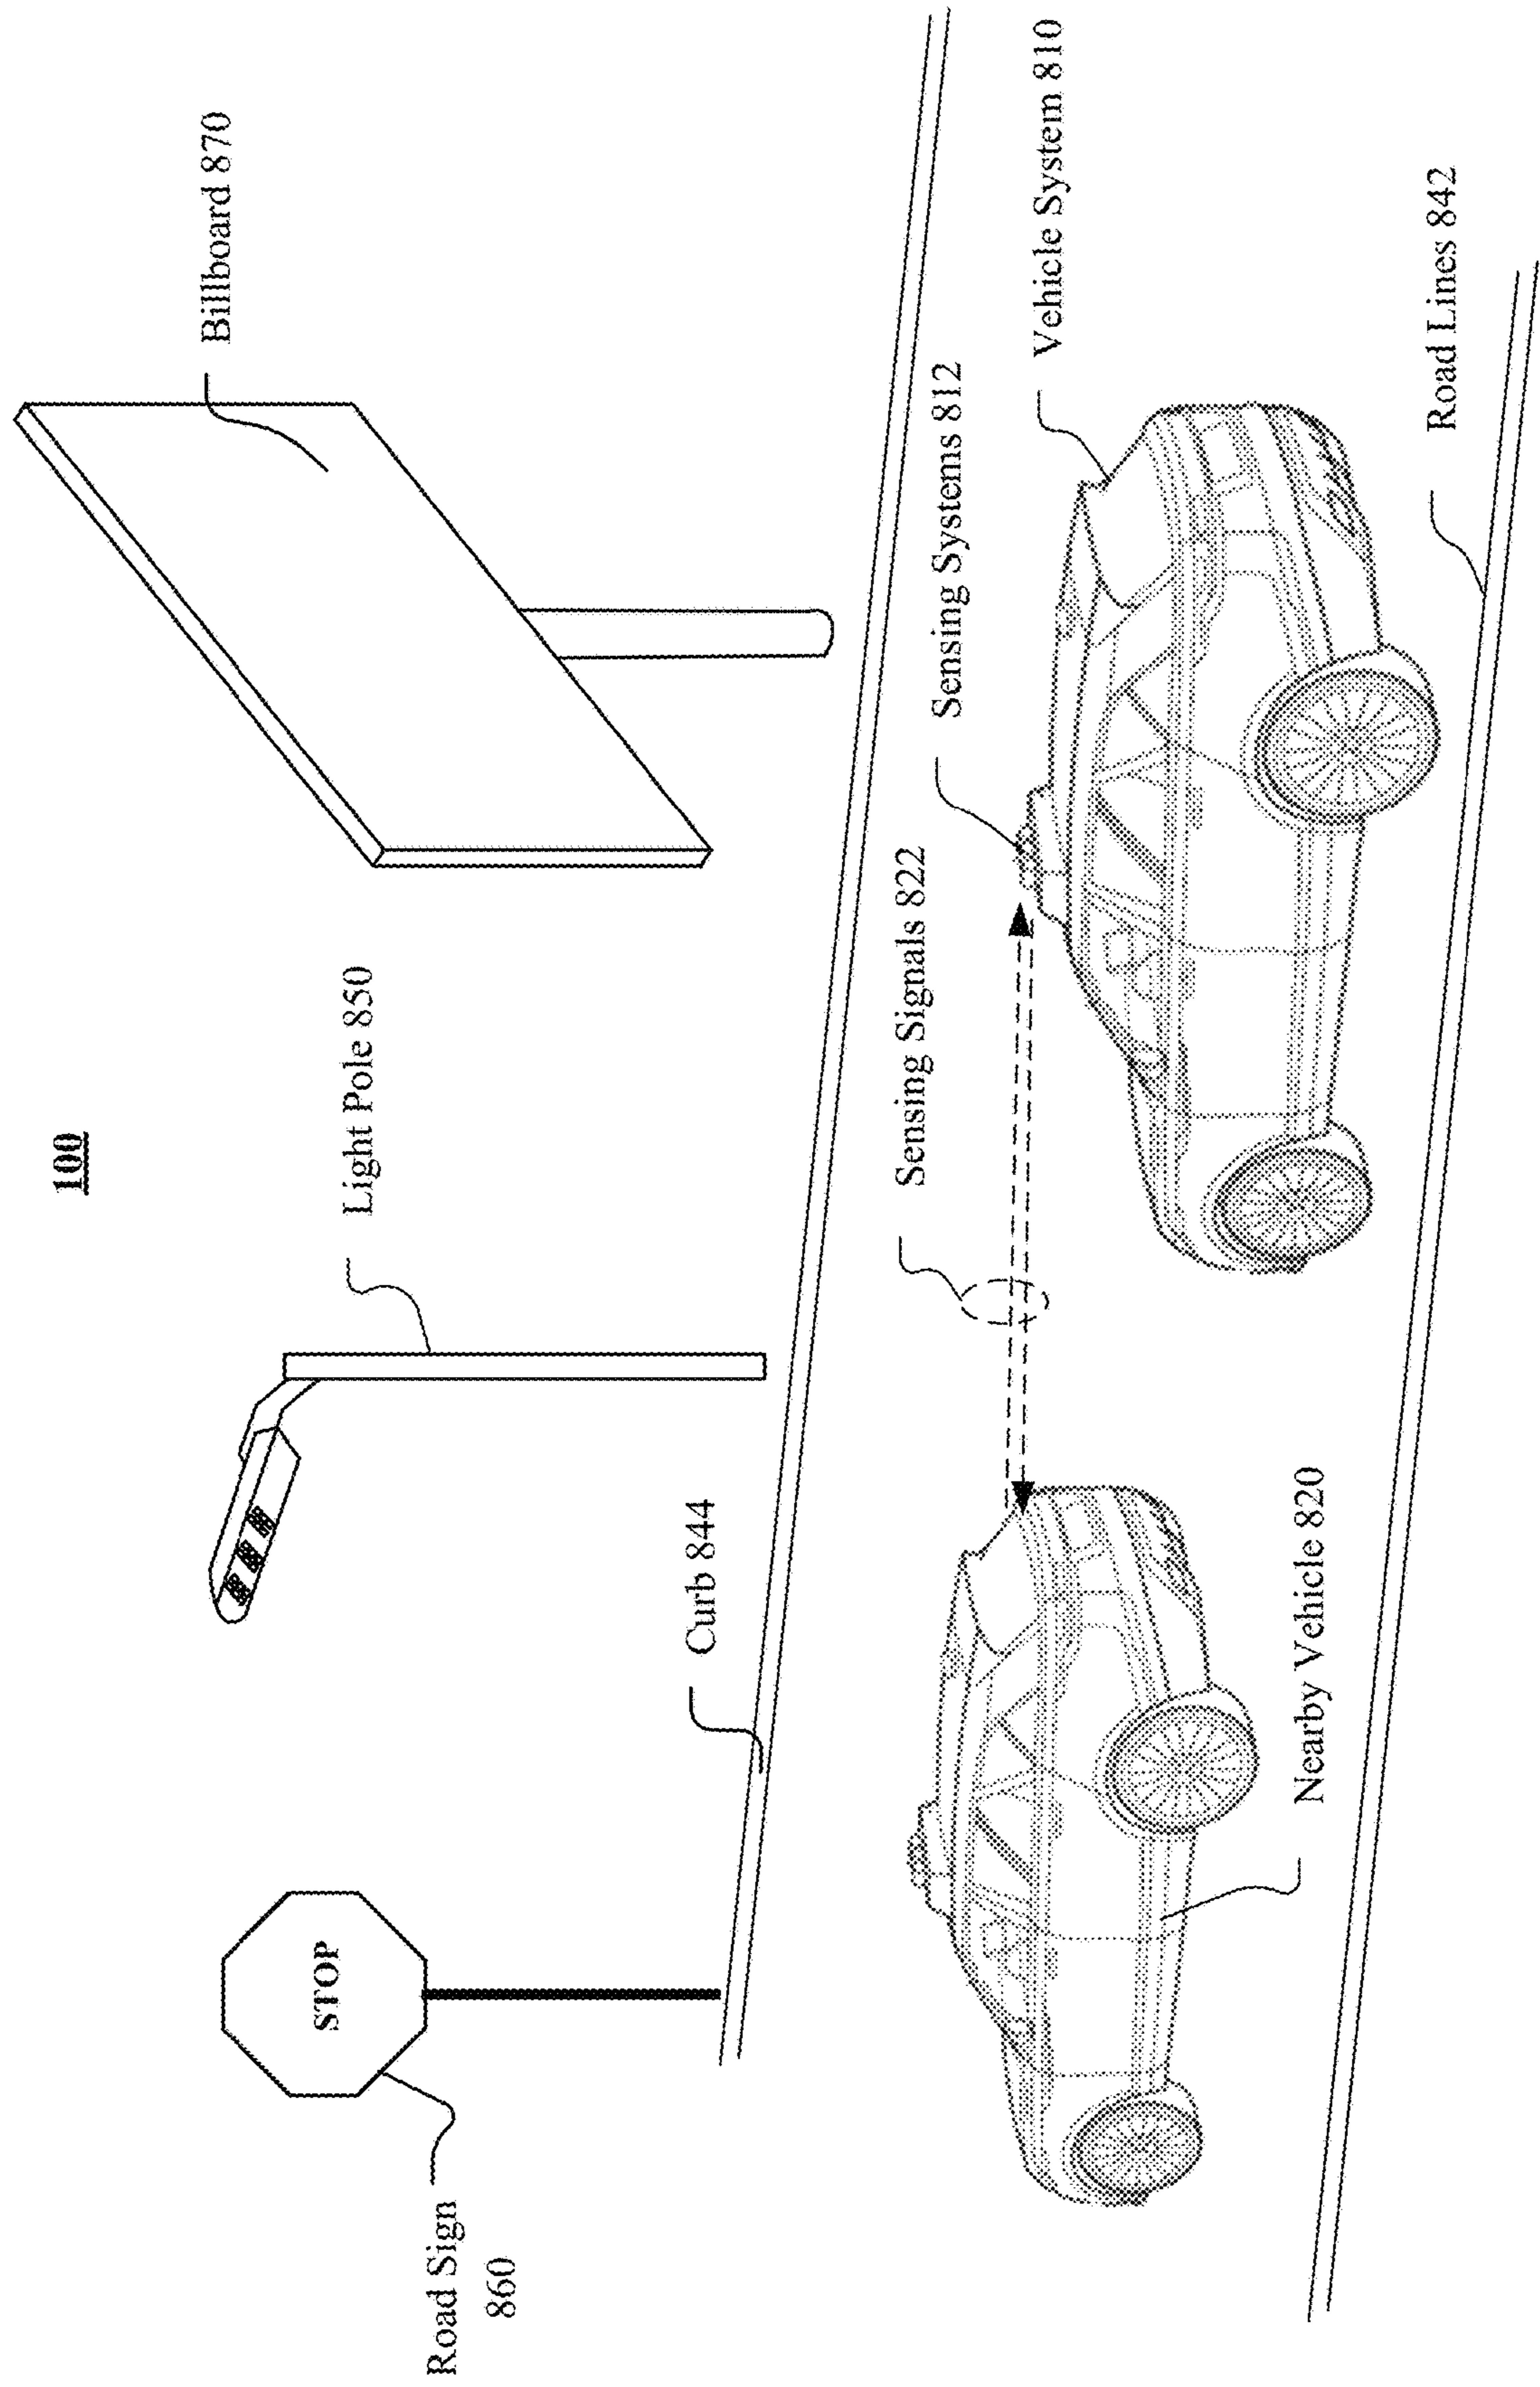 100
Billboard 870
Light Pole 850
STOP
Road Sign
860
Curb 844
Vehicle System 810
Sensing Systems 812
Sensing Signals 822
Nearby Vehicle 820
Road Lines 842